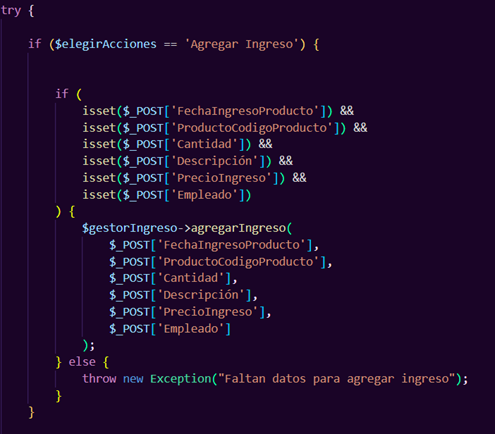 try {
if ($elegirAcciones == 'Agregar Ingreso') {
if (
isset($_POST['FechaIngresoProducto']) &&
isset($_POST['ProductoCodigoProducto']) &&
isset($_POST['Cantidad']) &&
isset($_POST['Descripción']) &&
isset($_POST['PrecioIngreso']) &&
isset($_POST['Empleado'])
) {
$gestorIngreso->agregarIngreso(
$_POST['FechaIngresoProducto'],
$_POST['ProductoCodigoProducto'],
$_POST['Cantidad'],
$_POST['Descripción'],
$_POST['PrecioIngreso'],
$_POST['Empleado']
);
} else {
throw new Exception("Faltan datos para agregar ingreso");
}
}